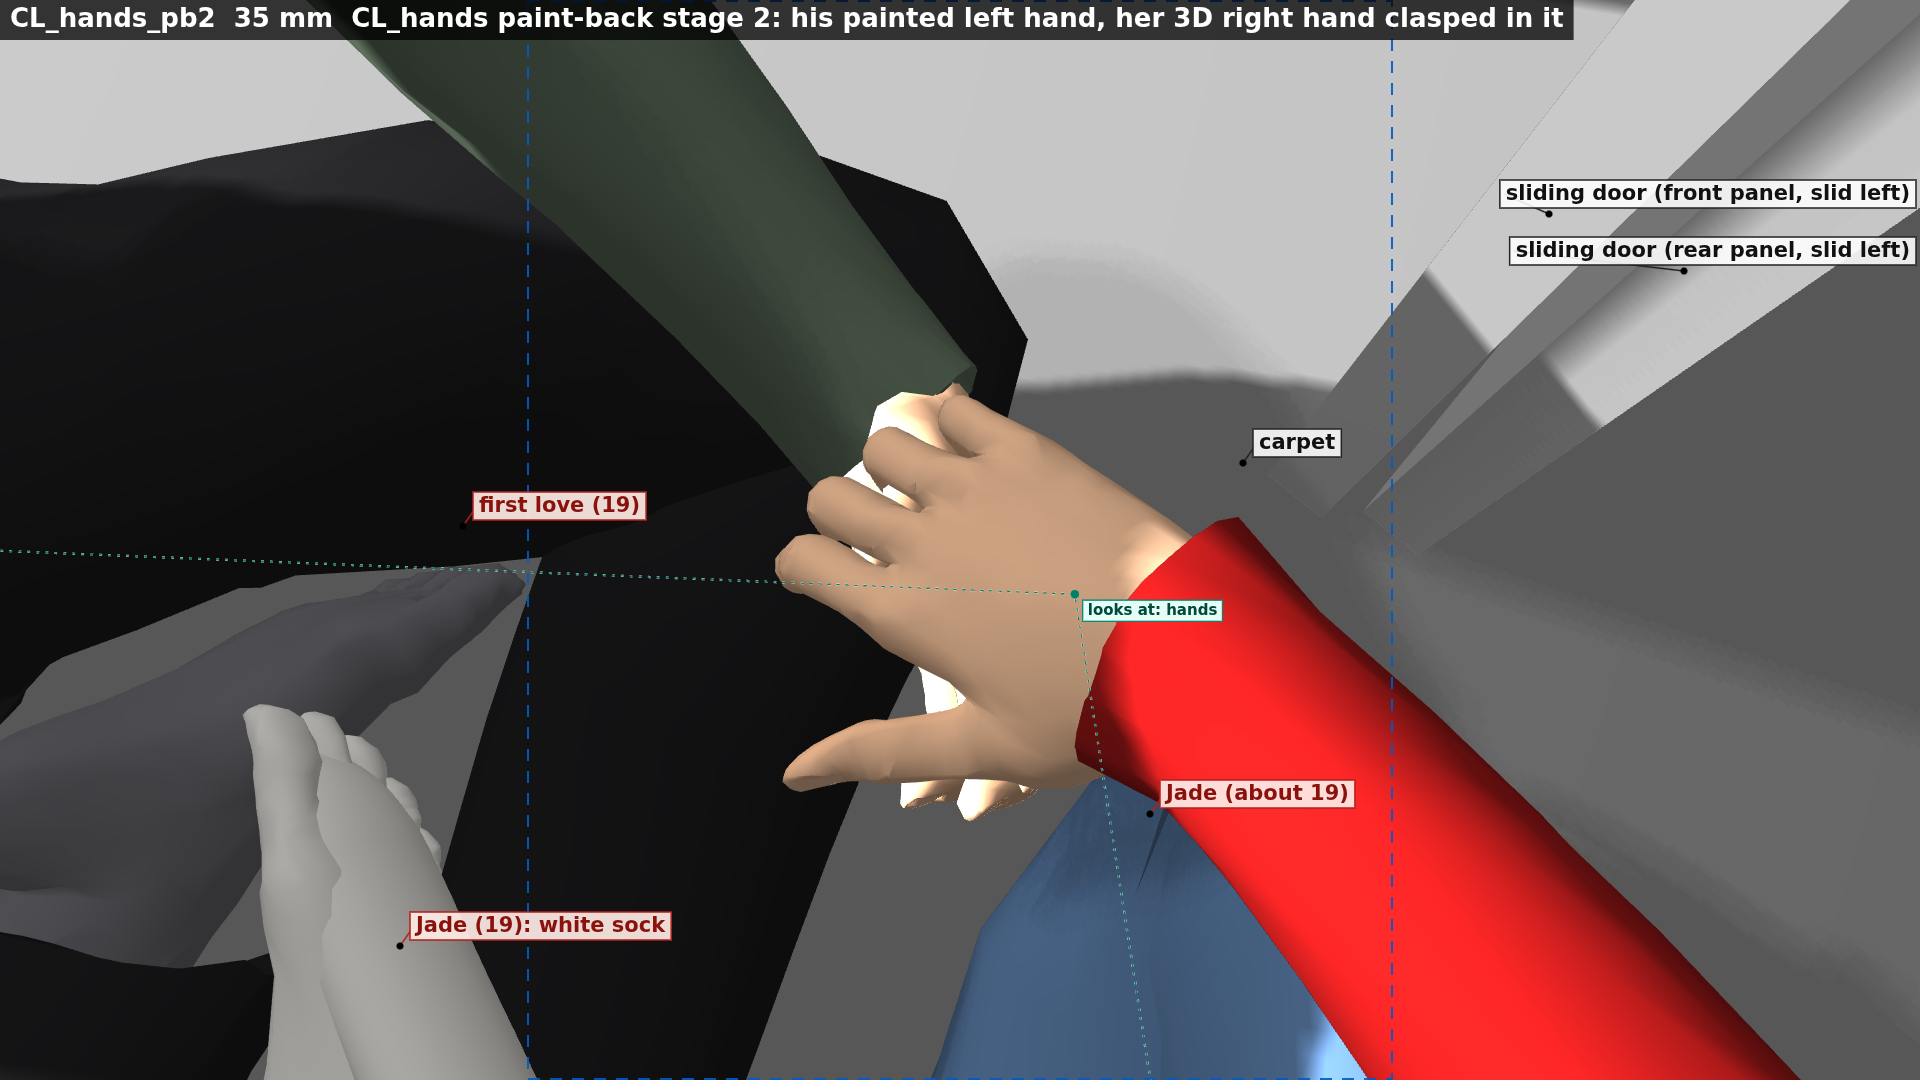 CL_hands_pb2 35 mm CL_hands paint-back stage 2: his painted left hand, her 3D right hand clasped in it
sliding door (front panel, slid left)
sliding door (rear panel, slid left)
carpet
first love (19)
looks at: hands
Jade (about 19)
Jade (19): white sock